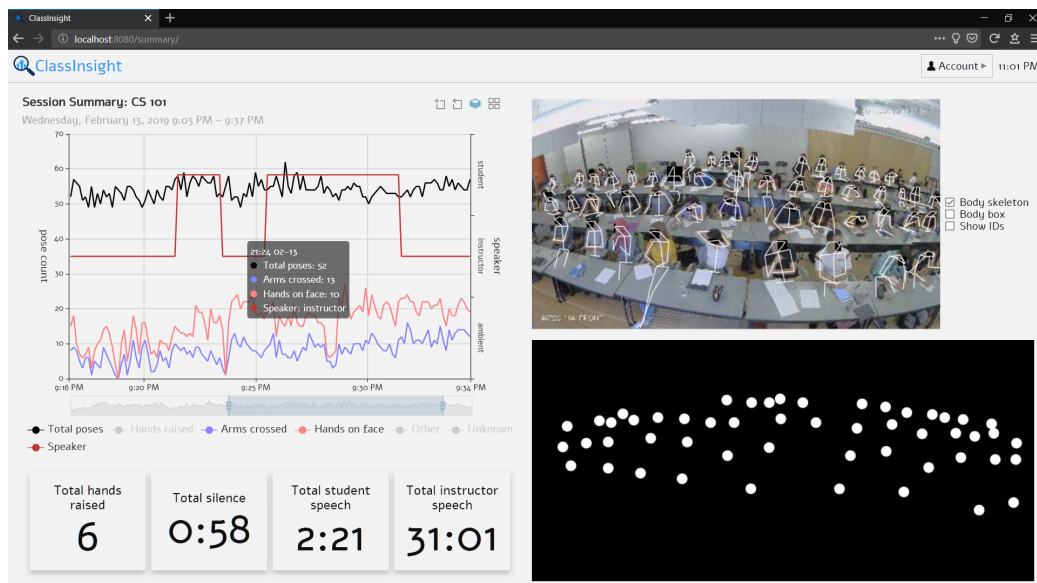 ClassInsight
localhost:8080/summary/
ClassInsight
Account ▸
11:01 PM
Session Summary: CS 101
Wednesday, February 13, 2019 9:03 PM - 9:37 PM
70
60
50
40
30
20
10
0
pose count
student
instructor
ambient
speaker
21:24 02-13
Total poses: 52
Arms crossed: 13
Hands on face: 10
Speaker: instructor
9:16 PM
9:20 PM
9:25 PM
9:30 PM
9:34 PM
Total poses
Hands raised
Arms crossed
Hands on face
Other
Unknown
Speaker
Total hands
raised
6
Total silence
0:58
Total student
speech
2:21
Total instructor
speech
31:01
Body skeleton
Body box
Show IDs